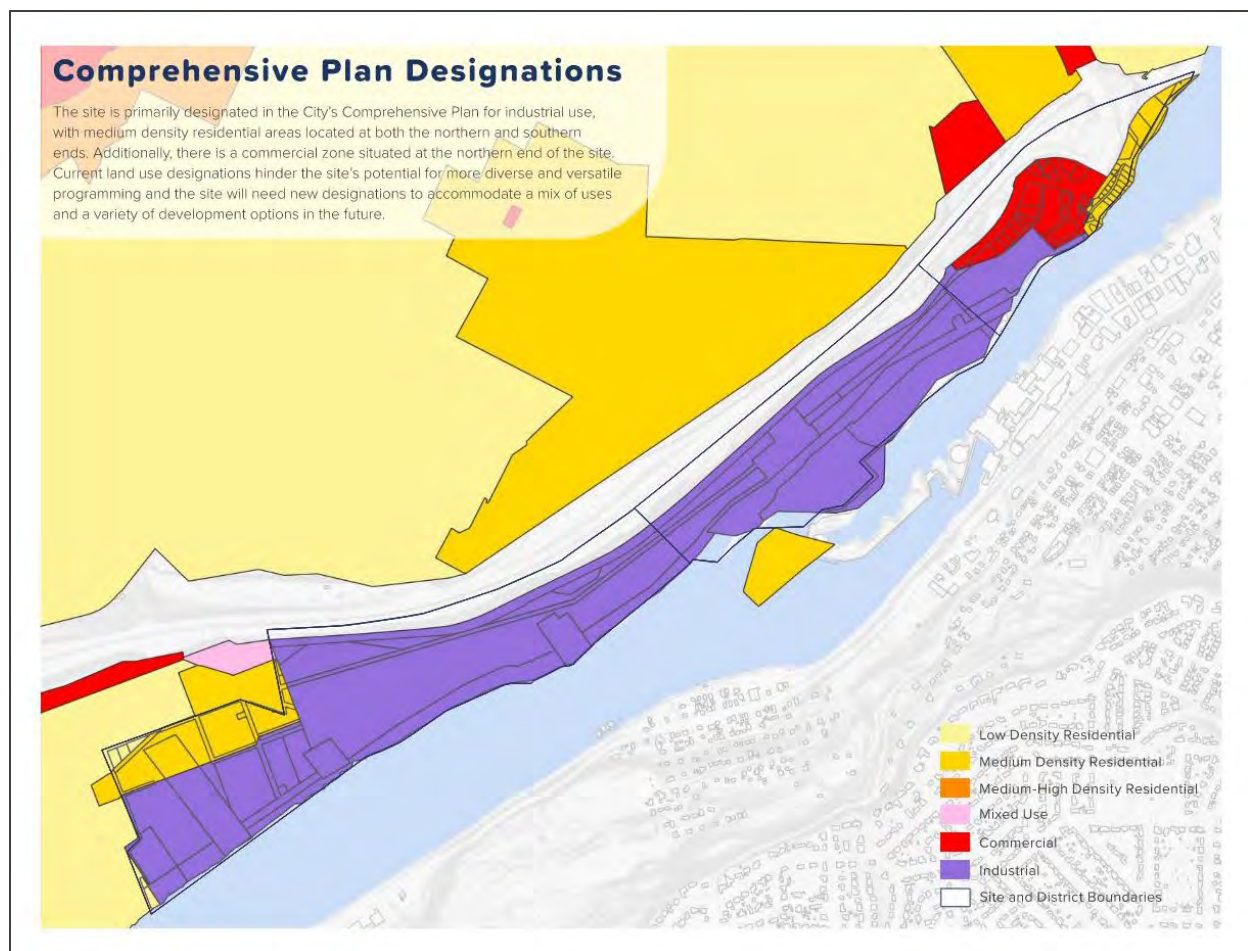 Comprehensive Plan Designations
The site is primarily designated in the City's Comprehensive Plan for industrial use,
with medium density residential areas located at both the northern and southern
ends. Additionally, there is a commercial zone situated at the northern end of the site.
Current land use designations hinder the site's potential for more diverse and versatile
programming and the site will need new designations to accommodate a mix of uses
and a variety of development options in the future.
Low Density Residential
Medium Density Residential
Medium-High Density Residential
Mixed Use
Commercial
Industrial
Site and District Boundaries